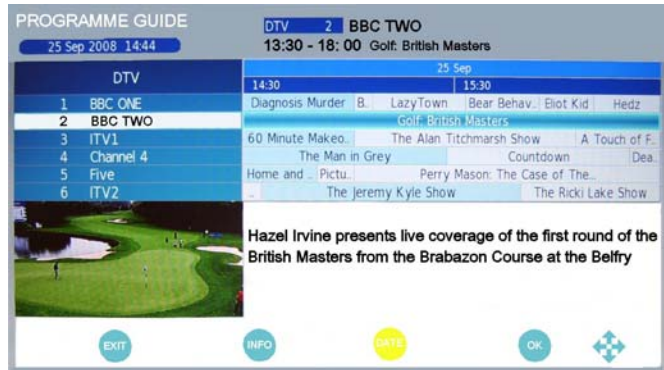 PROGRAMME GUIDE
25 Sep 2008 14:44
DTV 2 BBC TWO
13:30 - 18: 00 Golf: British Masters
DTV
25 Sep
14:30 15:30
1 BBC ONE Diagnosis Murder B.. LazyTown Bear Behav.. Eliot Kid Hedz
2 BBC TWO Golf: British Masters
3 ITV1 60 Minute Makeo.. The Alan Titchmarsh Show A Touch of F..
4 Channel 4 The Man in Grey Countdown Dea..
5 Five Home and .. Pictu.. Perry Mason: The Case of The..
6 ITV2 .. The Jeremy Kyle Show The Ricki Lake Show
Hazel Irvine presents live coverage of the first round of the
British Masters from the Brabazon Course at the Belfry
EXIT INFO DATE OK